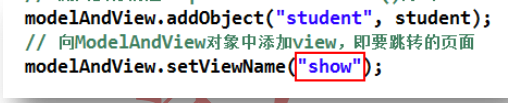 modelAndView.addObject("student", student);
// 向ModelAndView对象中添加view，即要跳转的页面
modelAndView.setViewName("show");